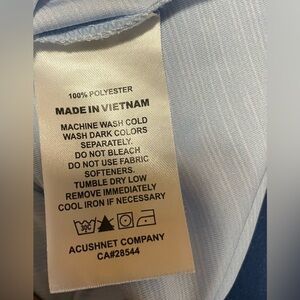 100% POLYESTER
MADE IN VIETNAM
MACHINE WASH COLD
WASH DARK COLORS
SEPARATELY.
DO NOT BLEACH
DO NOT USE FABRIC
SOFTENERS.
TUMBLE DRY LOW
REMOVE IMMEDIATELY
COOL IRON IF NECESSARY
ACUSHNET COMPANY
CA#28544